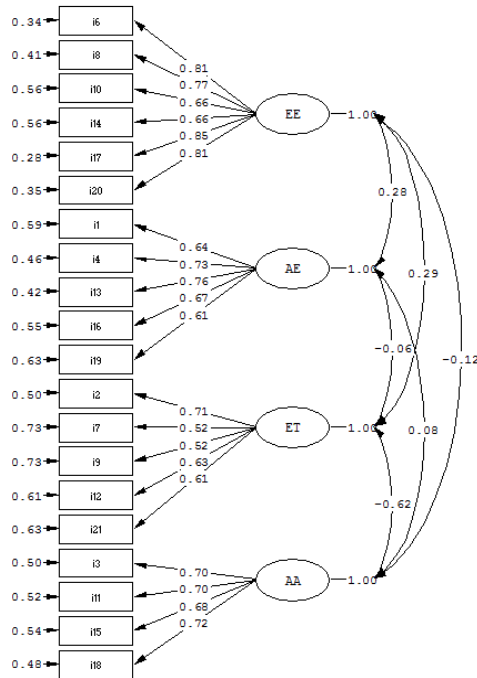 0.34 i6
0.41 i8
0.56 i10
0.56 i14
0.28 i17
0.35 i20
0.59 i1
0.46 i4
0.42 i13
0.55 i16
0.63 i19
0.50 i2
0.73 i7
0.73 i9
0.61 i12
0.63 i21
0.50 i3
0.52 i11
0.54 i15
0.48 i18
0.81
0.77
0.66
0.66
0.85
0.81
0.64
0.73
0.76
0.67
0.61
0.71
0.52
0.52
0.63
0.61
0.70
0.70
0.68
0.72
EE 1.00
AE 1.00
ET 1.00
AA 1.00
0.28
0.29
-0.06
-0.12
0.08
-0.62